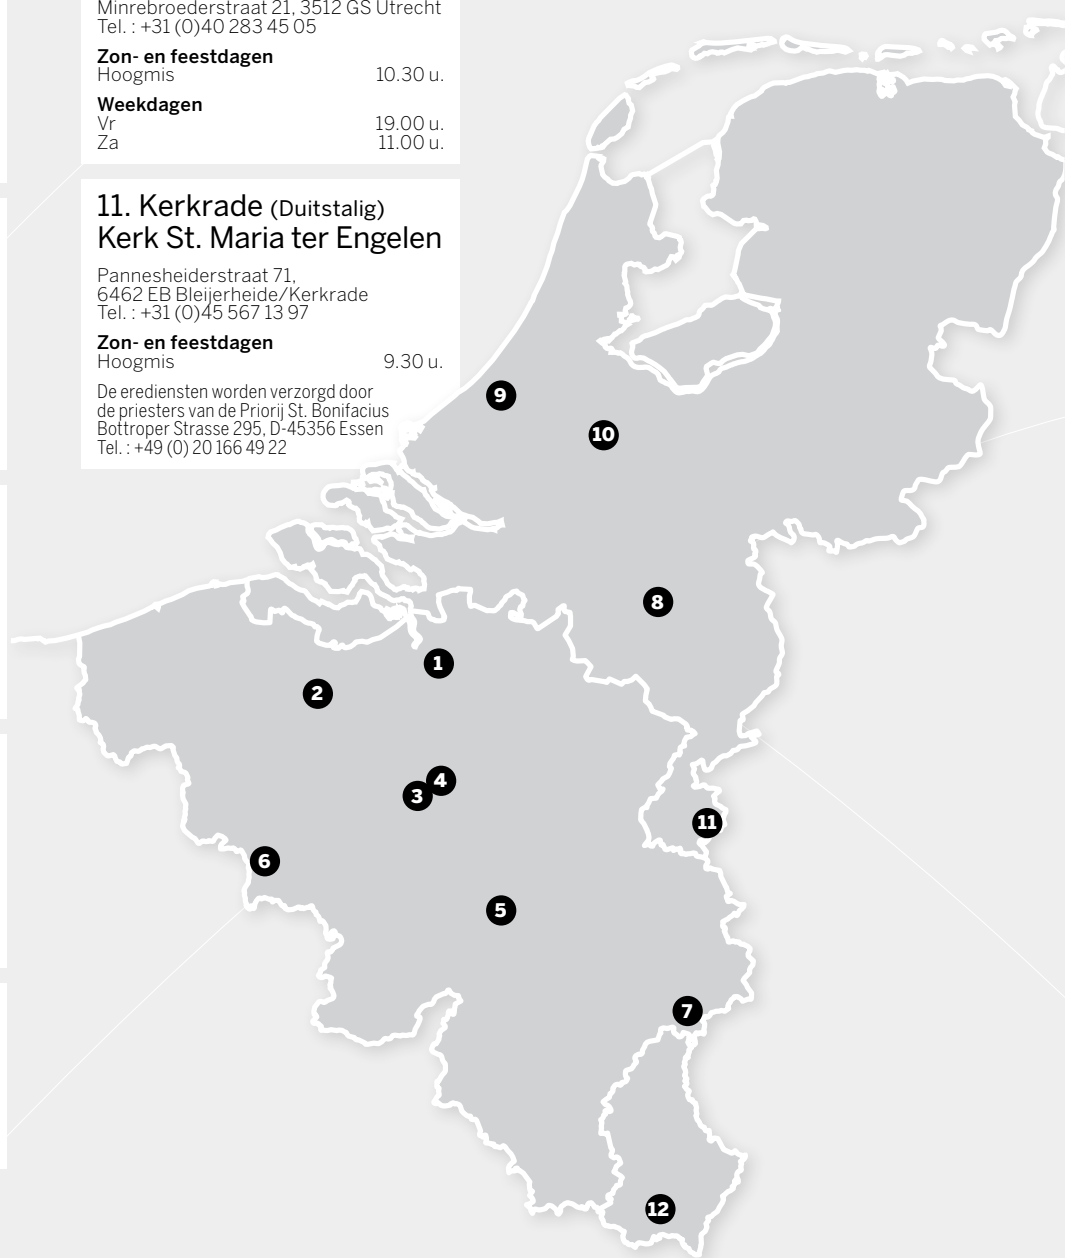 Minrebroederstraat 21, 3512 GS Utrecht
Tel. : +31 (0)40 283 45 05
Zon- en feestdagen
Hoogmis 10.30 u.
Weekdagen
Vr 19.00 u.
Za 11.00 u.
11. Kerkrade (Duitstalig)
Kerk St. Maria ter Engelen
Pannesheiderstraat 71,
6462 EB Bleijerheide/Kerkrade
Tel. : +31 (0)45 567 13 97
Zon- en feestdagen
Hoogmis 9.30 u.
De erediensten worden verzorgd door
de priesters van de Priorij St. Bonifacius
Bottroper Strasse 295, D-45356 Essen
Tel. : +49 (0) 20 166 49 22
9
10
8
1
2
4
3
11
6
5
7
12